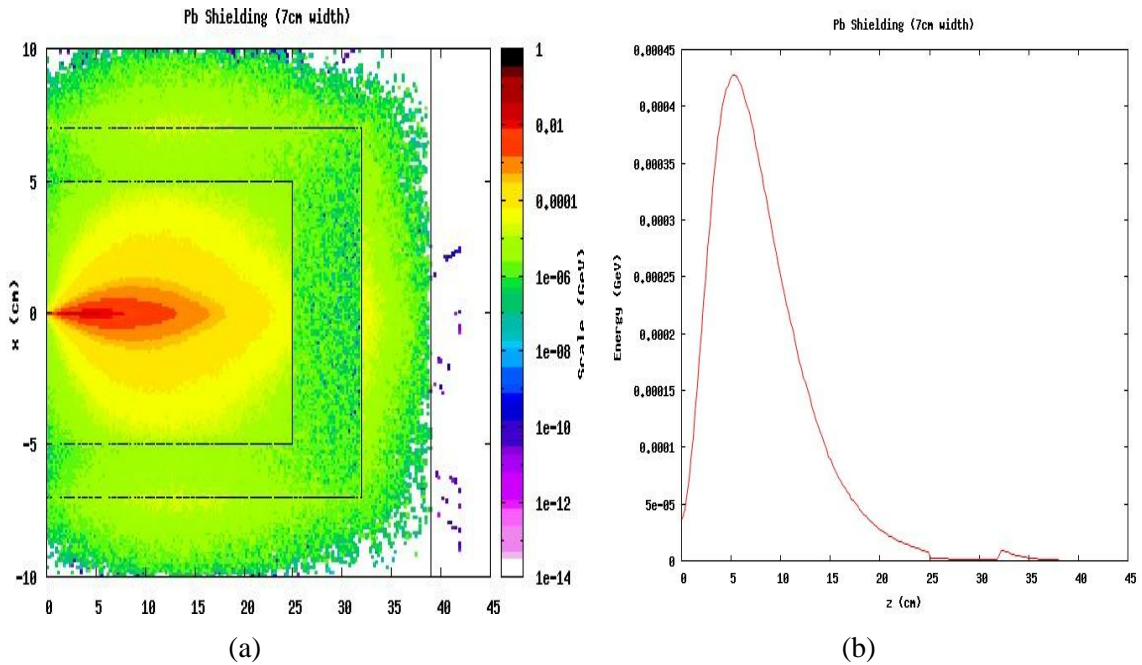 Pb Shielding (7cm width)
10
5
0
-5
-10
x (cm)
0 5 10 15 20 25 30 35 40 45
1
0.01
0.0001
1e-06
1e-08
1e-10
1e-12
1e-14
Scale (GeV)
(a)
Pb Shielding (7cm width)
0.00045
0.0004
0.00035
0.0003
0.00025
0.0002
0.00015
0.0001
5e-05
0
Energy (GeV)
0 5 10 15 20 25 30 35 40 45
z (cm)
(b)